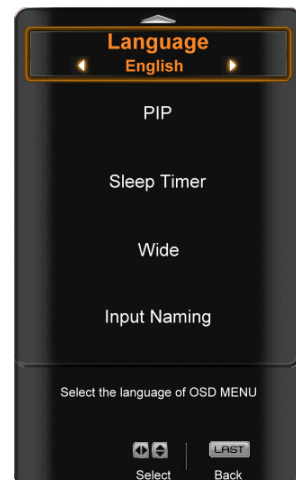 Language
English
PIP
Sleep Timer
Wide
Input Naming
Select the language of OSD MENU
LAST
Select
Back